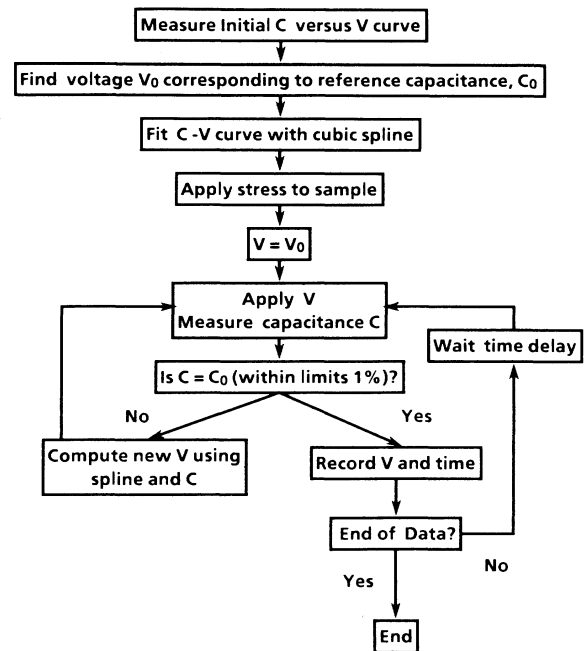 Measure Initial C versus V curve
Find voltage V0 corresponding to reference capacitance, C0
Fit C-V curve with cubic spline
Apply stress to sample
V = V0
Apply V
Measure capacitance C
Wait time delay
Is C = C0 (within limits 1%)?
No
Yes
Compute new V using
spline and C
Record V and time
End of Data?
No
Yes
End